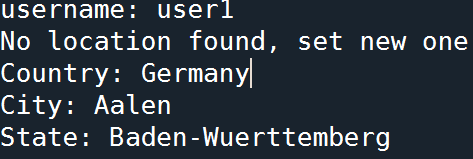 username: user1
No location found, set new one
Country: Germany
City: Aalen
State: Baden-Wuerttemberg